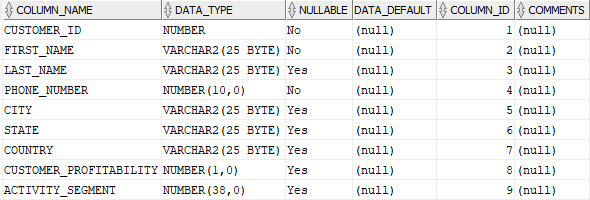 COLUMN_NAME DATA_TYPE NULLABLE DATA_DEFAULT COLUMN_ID COMMENTS
CUSTOMER_ID NUMBER No (null) 1 (null)
FIRST_NAME VARCHAR2(25 BYTE) No (null) 2 (null)
LAST_NAME VARCHAR2(25 BYTE) Yes (null) 3 (null)
PHONE_NUMBER NUMBER(10,0) No (null) 4 (null)
CITY VARCHAR2(25 BYTE) Yes (null) 5 (null)
STATE VARCHAR2(25 BYTE) Yes (null) 6 (null)
COUNTRY VARCHAR2(25 BYTE) Yes (null) 7 (null)
CUSTOMER_PROFITABILITY NUMBER(1,0) Yes (null) 8 (null)
ACTIVITY_SEGMENT NUMBER(38,0) Yes (null) 9 (null)